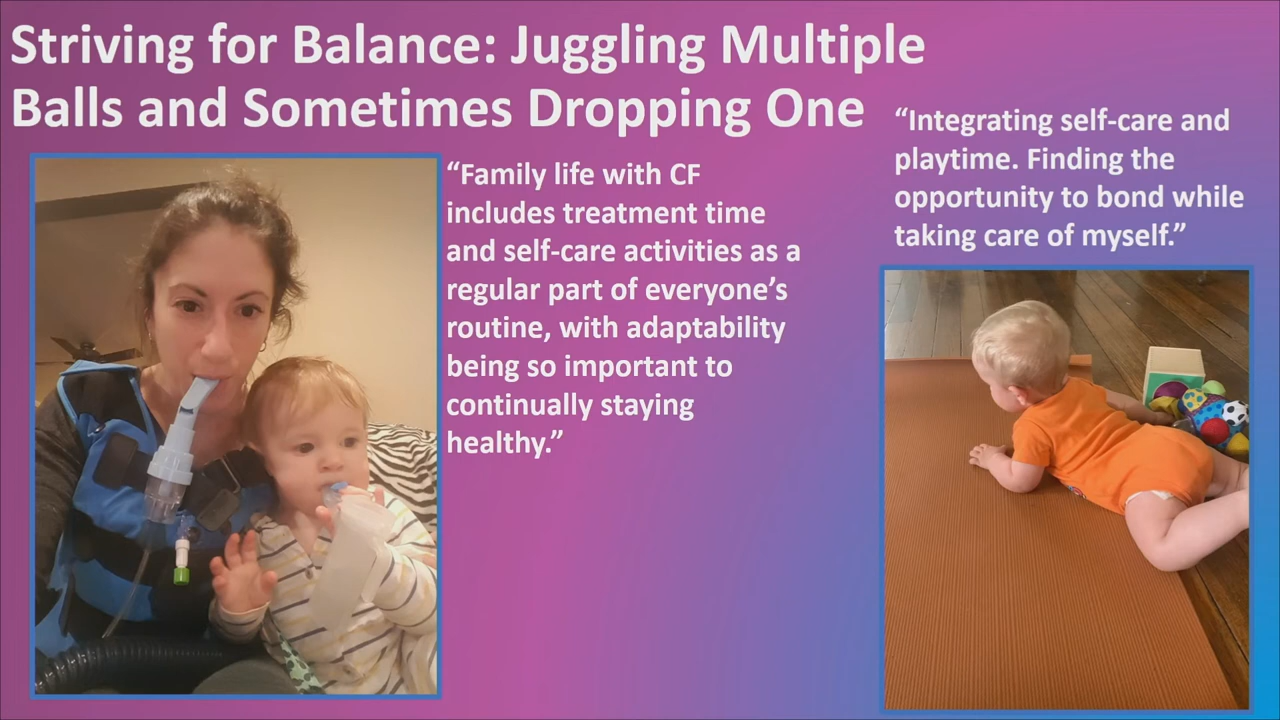 Striving for Balance: Juggling Multiple
Balls and Sometimes Dropping One
“Family life with CF
includes treatment time
and self-care activities as a
regular part of everyone’s
routine, with adaptability
being so important to
continually staying
healthy.”
“Integrating self-care and
playtime. Finding the
opportunity to bond while
taking care of myself.”